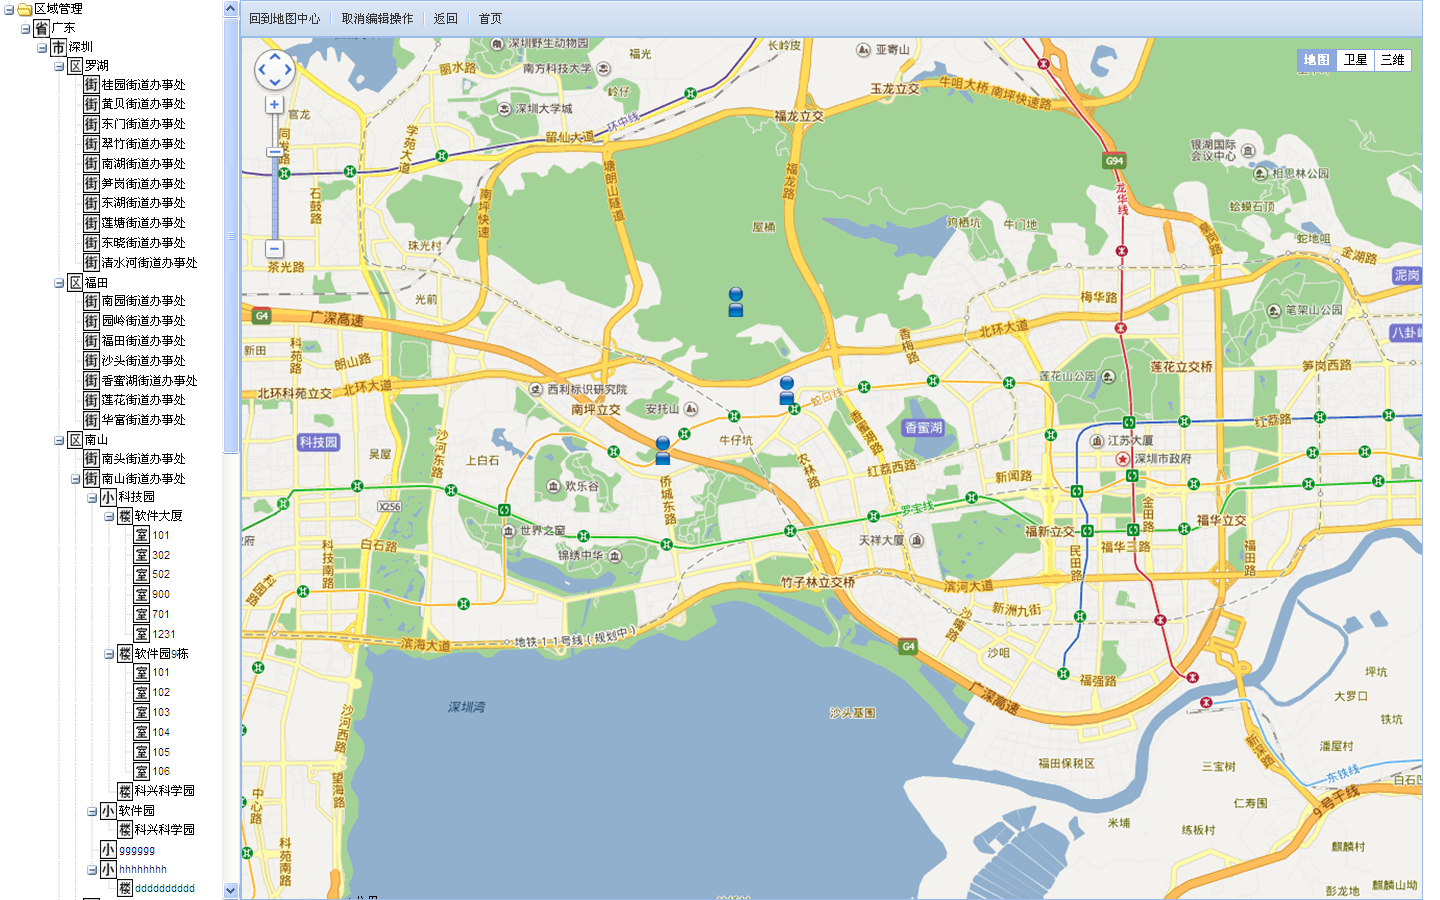 区域管理
省 广东
市 深圳
区 罗湖
街 桂园街道办事处
街 黄贝街道办事处
街 东门街道办事处
街 翠竹街道办事处
街 南湖街道办事处
街 笋岗街道办事处
街 东湖街道办事处
街 莲塘街道办事处
街 东晓街道办事处
街 清水河街道办事处
区 福田
街 南园街道办事处
街 园岭街道办事处
街 福田街道办事处
街 沙头街道办事处
街 香蜜湖街道办事处
街 莲花街道办事处
街 华富街道办事处
区 南山
街 南头街道办事处
街 南山街道办事处
小 科技园
楼 软件大厦
室 101
室 302
室 502
室 900
室 701
室 1231
楼 软件园9栋
室 101
室 102
室 103
室 104
室 105
室 106
楼 科兴科学园
小 软件园
楼 科兴科学园
小 gggggg
小 hhhhhhhh
楼 dddddddddd
回到地图中心 取消编辑操作 返回 首页
地图 卫星 三维
深圳野生动物园
福光
长岭皮
亚寄山
丽水路
南方科技大学
岭仔
玉龙立交
牛咀大桥
南坪快速路
官龙
深圳大学城
福龙立交
环中线
同发路
学苑大道
留仙大道
银湖国际
会议中心
G94
相思林公园
塘朗山隧道
福龙路
龙华线
石鼓路
南坪快速
蛤蟆石顶
鸡栖坑
牛门地
屋桶
珠光村
蛇地咀
金湖路
茶光路
泥岗
光前
梅华路
G4
广深高速
笔架山公园
北环大道
香梅路
新田
科苑路
朗山路
莲花立交桥
笋岗西路
莲花山公园
北环科苑立交
北环大道
西利标识研究院
南坪立交
安托山
蛇口线
香蜜湖路
香蜜湖
红荔路
科技园
沙河东路
牛仔坑
江苏大厦
深圳市政府
吴屋
上白石
农林路
红荔西路
新闻路
欢乐谷
侨城东路
X256
罗宝线
金田路
世界之窗
福新立交
福华立交
白石路
锦绣中华
天祥大厦
福华三路
民田路
福田路
科技南路
竹子林立交桥
滨河大道
科园路
新洲九街
沙嘴路
滨海大道
地铁11号线(规划中)
G4
沙咀
福强路
广深高速
坪坑
大罗口
深圳湾
沙头基围
铁坑
沙河西路
新深路
潘屋村
福田保税区
三宝树
东铁线
望海路
中心路
仁寿围
9号干线
米埔
练板村
麒麟村
科苑南路
麒麟山坳
彭龙地